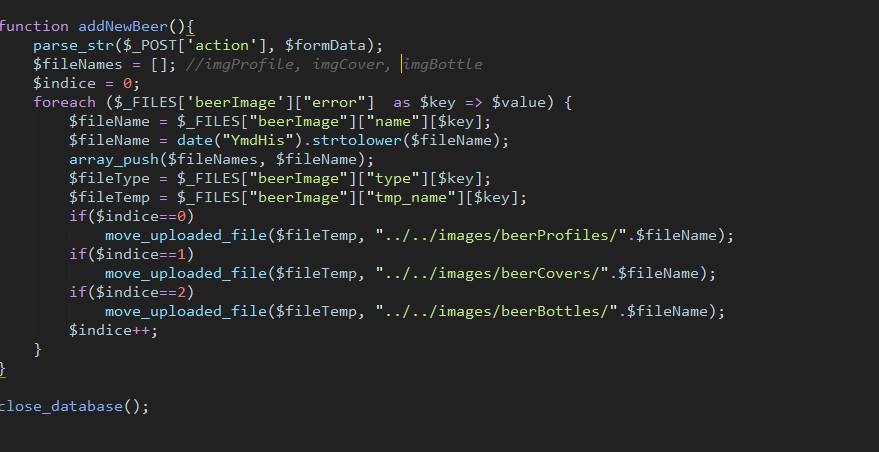 function addNewBeer(){
parse_str($_POST['action'], $formData);
$fileNames = []; //imgProfile, imgCover, imgBottle
$indice = 0;
foreach ($_FILES['beerImage']["error"]  as $key => $value) {
$fileName = $_FILES["beerImage"]["name"][$key];
$fileName = date("YmdHis").strtolower($fileName);
array_push($fileNames, $fileName);
$fileType = $_FILES["beerImage"]["type"][$key];
$fileTemp = $_FILES["beerImage"]["tmp_name"][$key];
if($indice==0)
move_uploaded_file($fileTemp, "../../images/beerProfiles/".$fileName);
if($indice==1)
move_uploaded_file($fileTemp, "../../images/beerCovers/".$fileName);
if($indice==2)
move_uploaded_file($fileTemp, "../../images/beerBottles/".$fileName);
$indice++;
}
}
close_database();